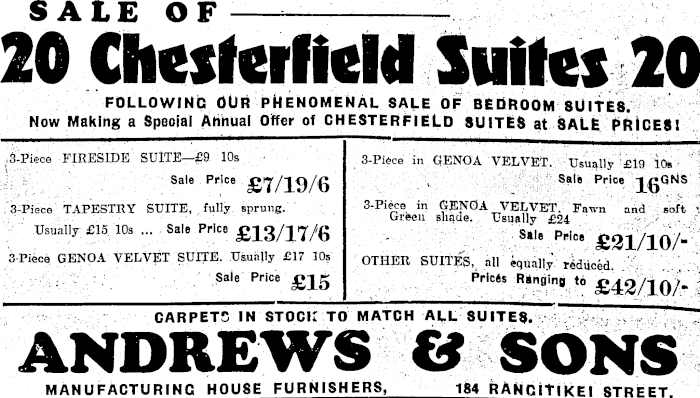 SALE OF
20 Chesterfield Suites 20
FOLLOWING OUR PHENOMENAL SALE OF BEDROOM SUITES.
Now Making a Special Annual Offer of CHESTERFIELD SUITES at SALE PRICES!
3-Piece FIRESIDE SUITE—£9 10s
Sale Price £7/19/6
3-Piece TAPESTRY SUITE, fully sprung.
Usually £15 10s ... Sale Price £13/17/6
3-Piece GENOA VELVET SUITE. Usually £17 10s
Sale Price £15
3-Piece in GENOA VELVET. Usually £19 10s
Sale Price 16GNS
3-Piece in GENOA VELVET. Fawn and soft
Green shade. Usually £24
Sale Price £21/10/-
OTHER SUITES, all equally reduced.
Prices Ranging to £42/10/-
CARPETS IN STOCK TO MATCH ALL SUITES.
ANDREWS & SONS
MANUFACTURING HOUSE FURNISHERS, 184 RANGITIKEI STREET.